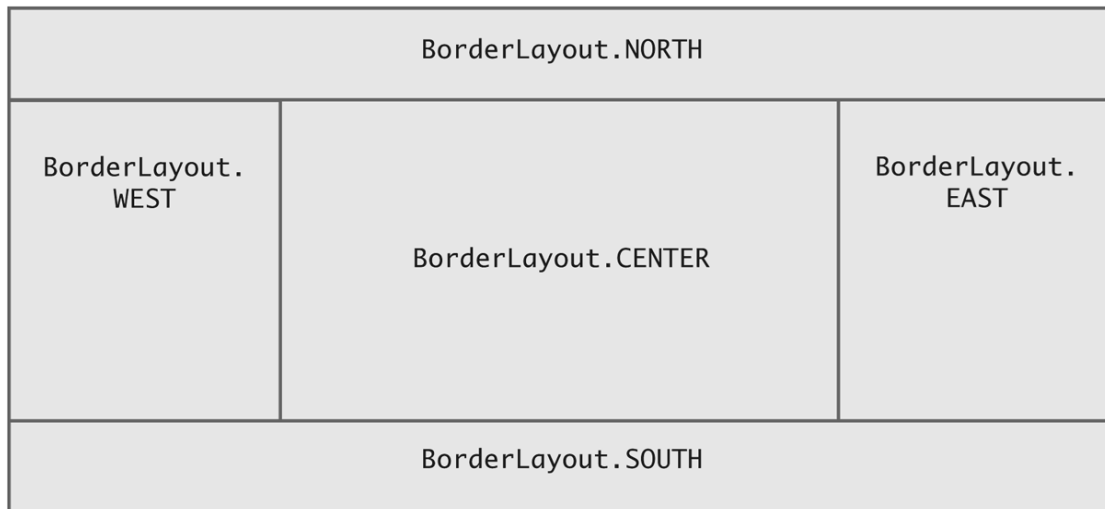 BorderLayout.NORTH
BorderLayout.
WEST
BorderLayout.CENTER
BorderLayout.
EAST
BorderLayout.SOUTH